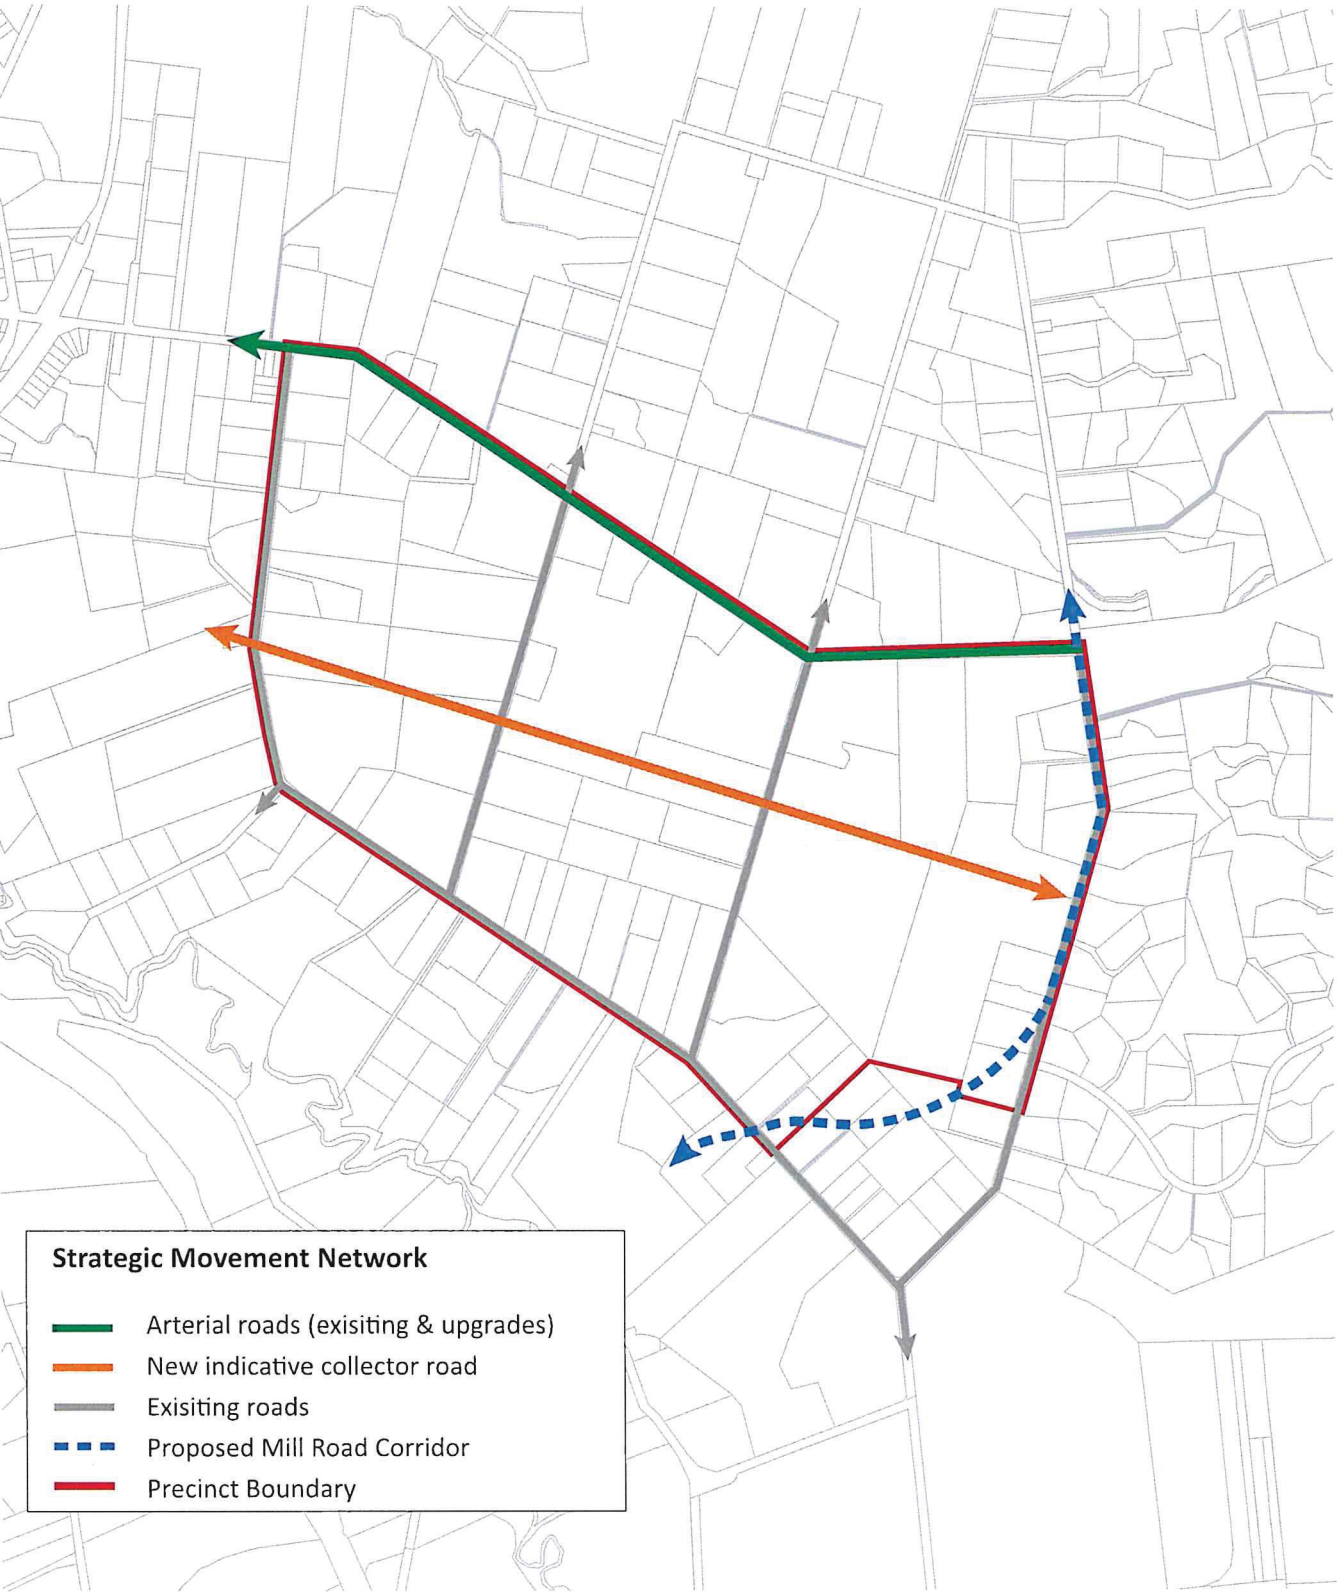 Strategic Movement Network
Arterial roads (exisiting & upgrades)
New indicative collector road
Exisiting roads
Proposed Mill Road Corridor
Precinct Boundary